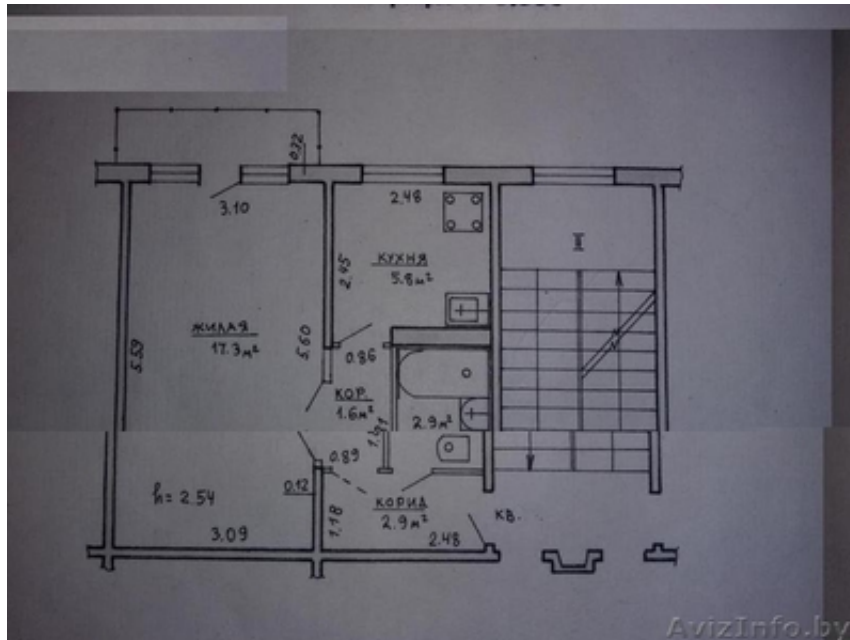 0.72
3.10
2.48
КУХНЯ
5.8м²
2.45
II
ЖИЛАЯ
17.3м²
5.59
5.60
0.86
КОР.
1.6м²
2.9м²
0.89
0.12
h=2.54
КОРИД
2.9м²
1.18
3.09
2.48
КВ.
AvizInfo.by